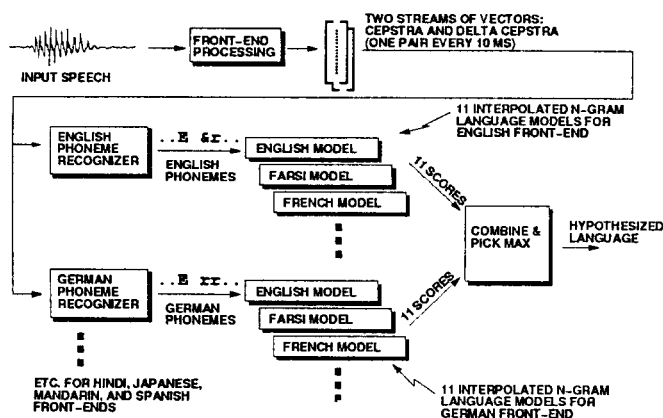 TWO STREAMS OF VECTORS:
CEPSTRA AND DELTA CEPSTRA
(ONE PAIR EVERY 10 MS)
FRONT-END
PROCESSING
INPUT SPEECH
11 INTERPOLATED N-GRAM
LANGUAGE MODELS FOR
ENGLISH FRONT-END
ENGLISH
PHONEME
RECOGNIZER
..E &r..
ENGLISH
PHONEMES
ENGLISH MODEL
FARSI MODEL
FRENCH MODEL
11 SCORES
COMBINE &
PICK MAX
HYPOTHESIZED
LANGUAGE
GERMAN
PHONEME
RECOGNIZER
..E rr..
GERMAN
PHONEMES
ENGLISH MODEL
FARSI MODEL
FRENCH MODEL
11 SCORES
ETC. FOR HINDI, JAPANESE,
MANDARIN, AND SPANISH
FRONT-ENDS
11 INTERPOLATED N-GRAM
LANGUAGE MODELS FOR
GERMAN FRONT-END